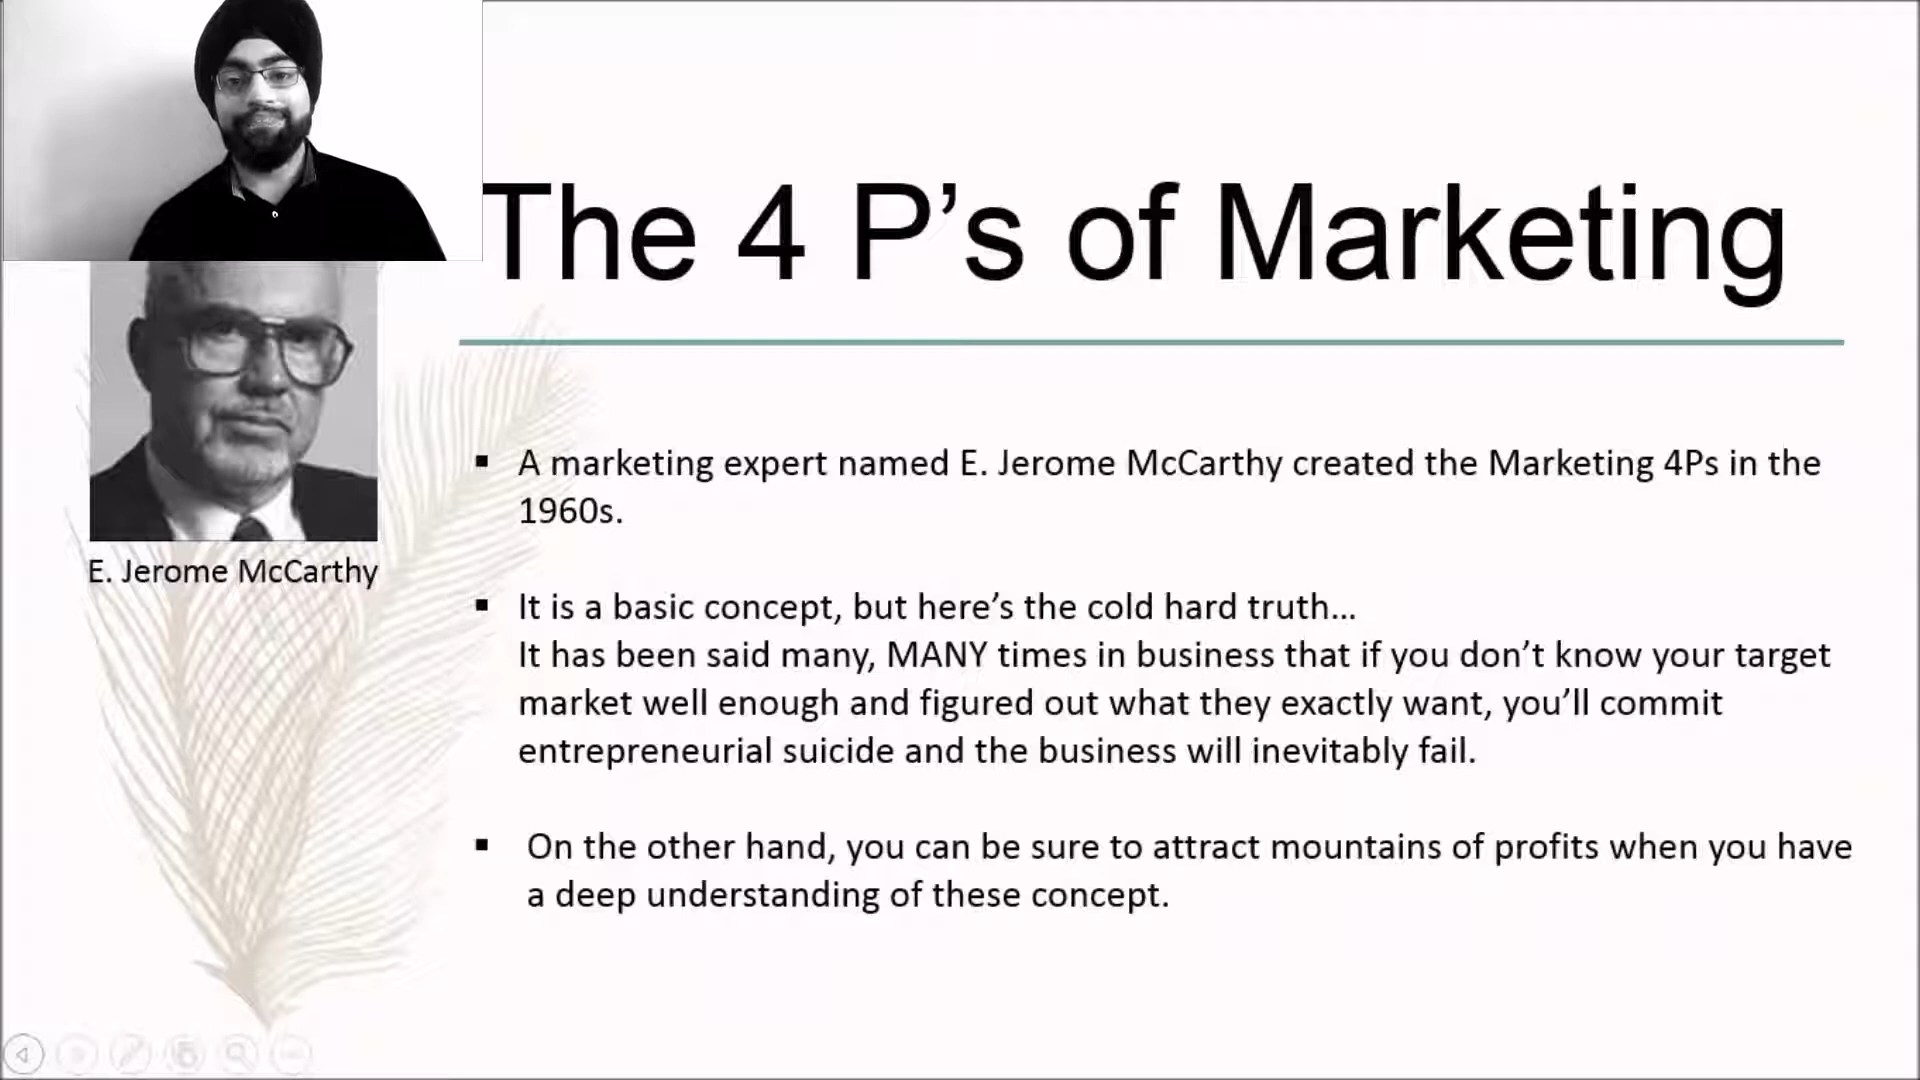 The 4 P’s of Marketing
E. Jerome McCarthy
▪ A marketing expert named E. Jerome McCarthy created the Marketing 4Ps in the
1960s.
▪ It is a basic concept, but here’s the cold hard truth...
It has been said many, MANY times in business that if you don’t know your target
market well enough and figured out what they exactly want, you’ll commit
entrepreneurial suicide and the business will inevitably fail.
▪ On the other hand, you can be sure to attract mountains of profits when you have
a deep understanding of these concept.